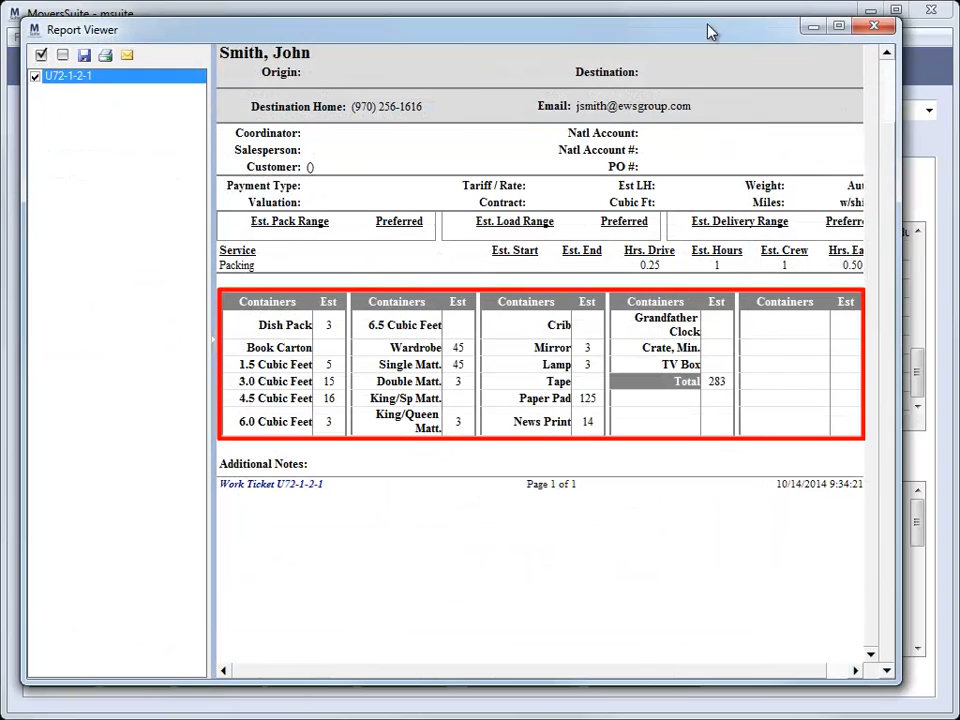 MoversSuite - msuite
Report Viewer
U72-1-2-1
Smith, John
Origin: Destination:
Destination Home: (970) 256-1616 Email: jsmith@ewsgroup.com
Coordinator: Natl Account:
Salesperson: Natl Account #:
Customer: () PO #:
Payment Type: Tariff / Rate: Est LH: Weight: Au
Valuation: Contract: Cubic Ft: Miles: w/shi
Est. Pack Range Preferred Est. Load Range Preferred Est. Delivery Range Preferr
Service Est. Start Est. End Hrs. Drive Est. Hours Est. Crew Hrs. Ea
Packing 0.25 1 1 0.50
Containers Est Containers Est Containers Est Containers Est Containers Est
Dish Pack 3 6.5 Cubic Feet Crib Grandfather
Clock
Book Carton Wardrobe 45 Mirror 3 Crate, Min.
1.5 Cubic Feet 5 Single Matt. 45 Lamp 3 TV Box
3.0 Cubic Feet 15 Double Matt. 3 Tape Total 283
4.5 Cubic Feet 16 King/Sp Matt. Paper Pad 125
6.0 Cubic Feet 3 King/Queen
Matt. 3 News Print 14
Additional Notes:
Work Ticket U72-1-2-1 Page 1 of 1 10/14/2014 9:34:21